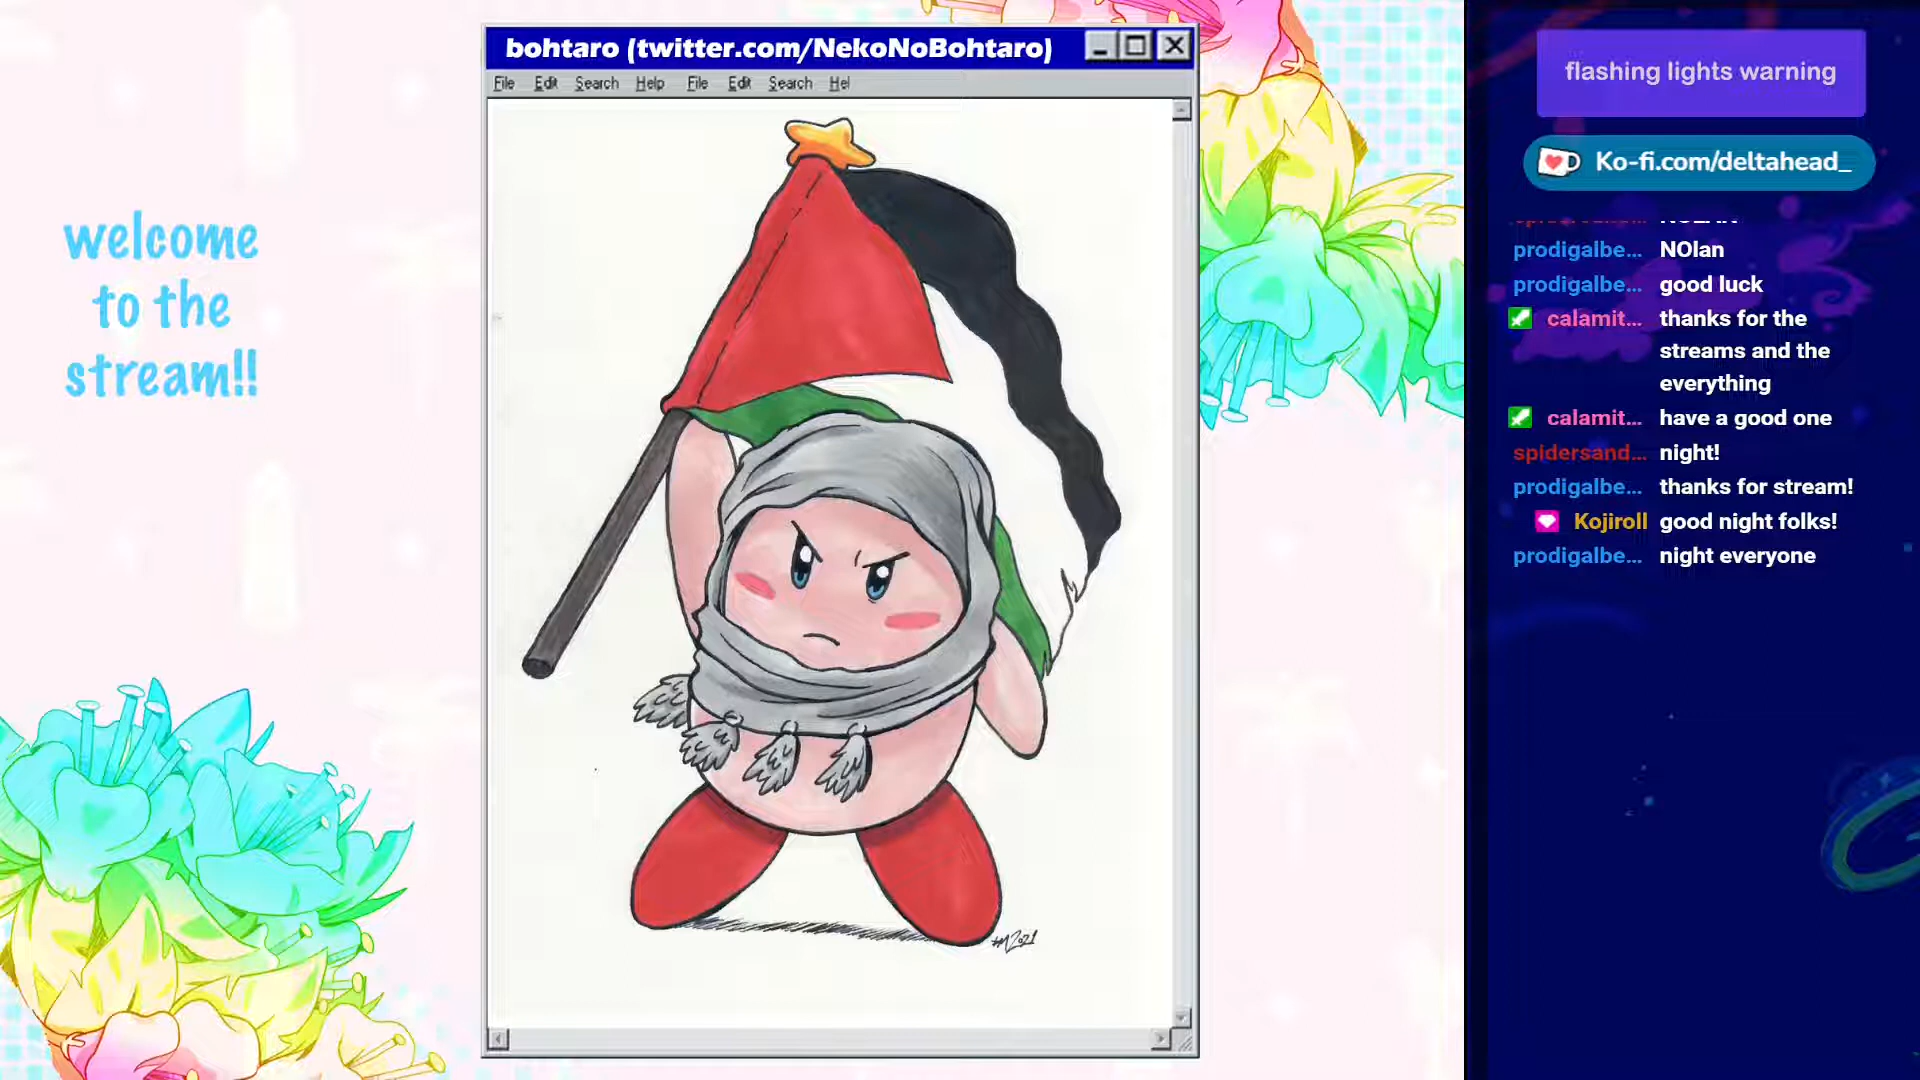 bohtaro (twitter.com/NekoNoBohtaro)
File Edit Search Help File Edit Search Hel
welcome
to the
stream!!
flashing lights warning
Ko-fi.com/deltahead_
prodigalbe... NOlan
prodigalbe... good luck
calamit... thanks for the
streams and the
everything
calamit... have a good one
spidersand... night!
prodigalbe... thanks for stream!
Kojiroll good night folks!
prodigalbe... night everyone